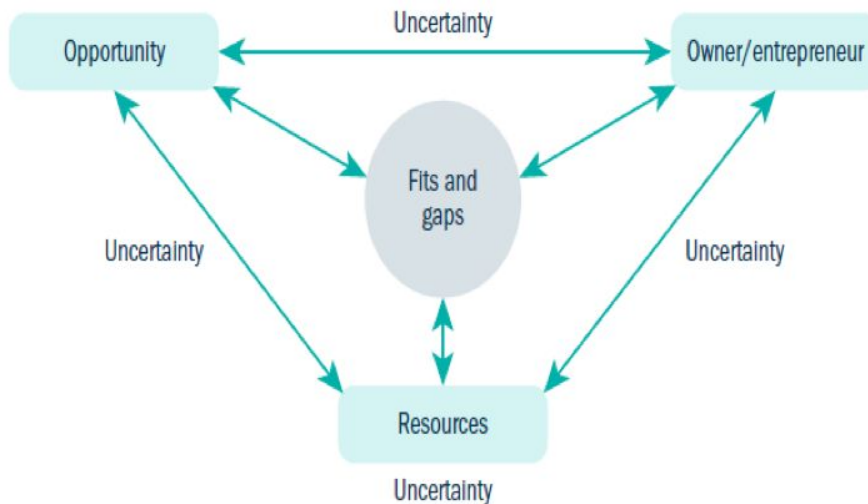 Uncertainty
Opportunity
Owner/entrepreneur
Fits and
gaps
Uncertainty
Uncertainty
Resources
Uncertainty